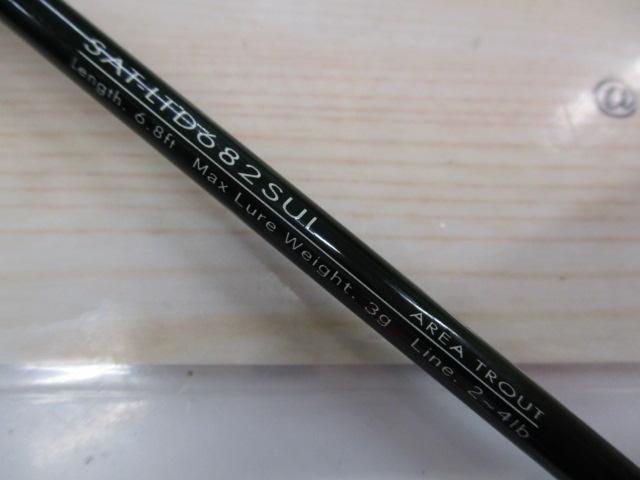 SAT-LTD682SUL AREA TROUT
Length. 6.8ft Max Lure Weight. 3g Line. 2~4lb
@